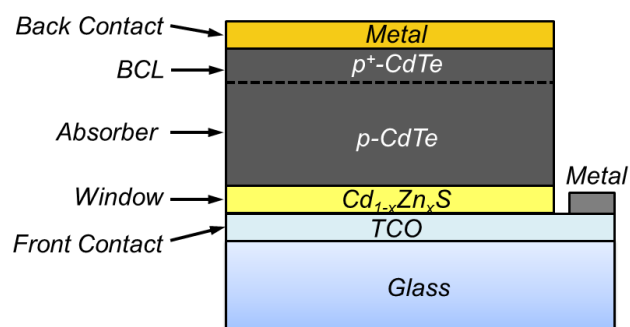 Back Contact
Metal
BCL
p⁺-CdTe
Absorber
p-CdTe
Metal
Window
Cd₁₋ₓZnₓS
Front Contact
TCO
Glass